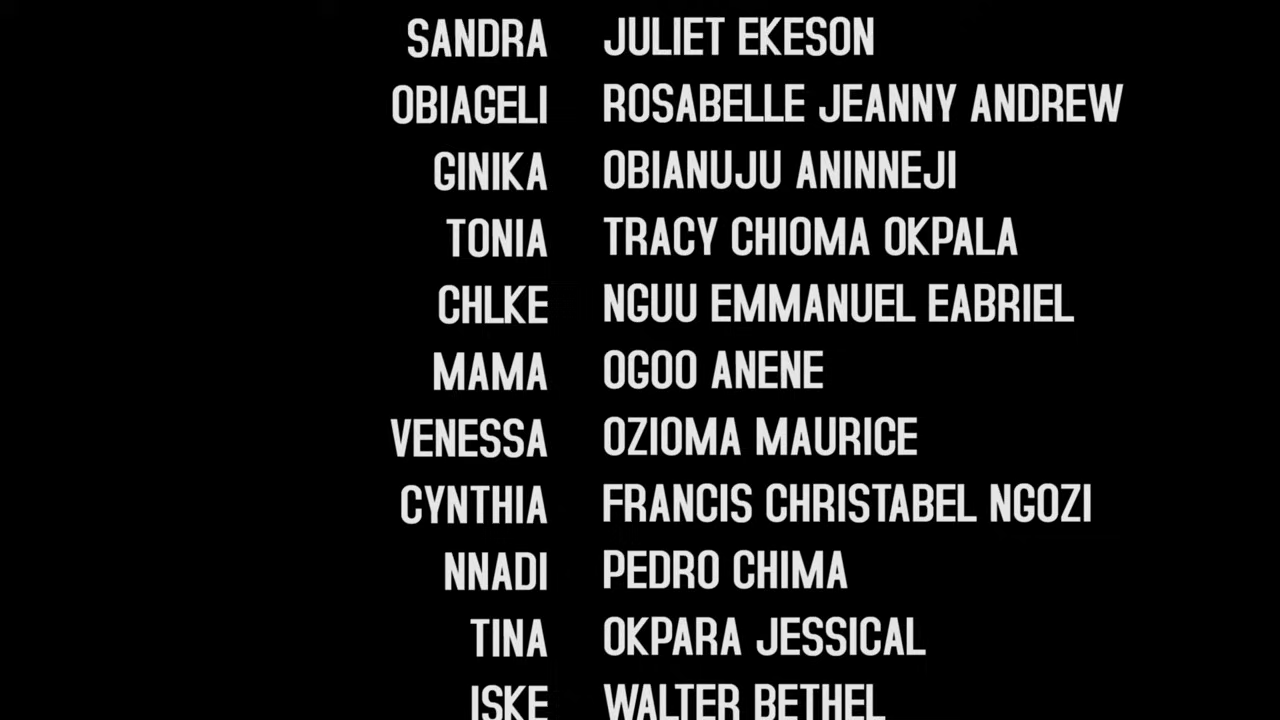 SANDRA JULIET EKESON
OBIAGELI ROSABELLE JEANNY ANDREW
GINIKA OBIANUJU ANINNEJI
TONIA TRACY CHIOMA OKPALA
CHLKE NGUU EMMANUEL EABRIEL
MAMA OGOO ANENE
VENESSA OZIOMA MAURICE
CYNTHIA FRANCIS CHRISTABEL NGOZI
NNADI PEDRO CHIMA
TINA OKPARA JESSICAL
ISKE WALTER BETHEL